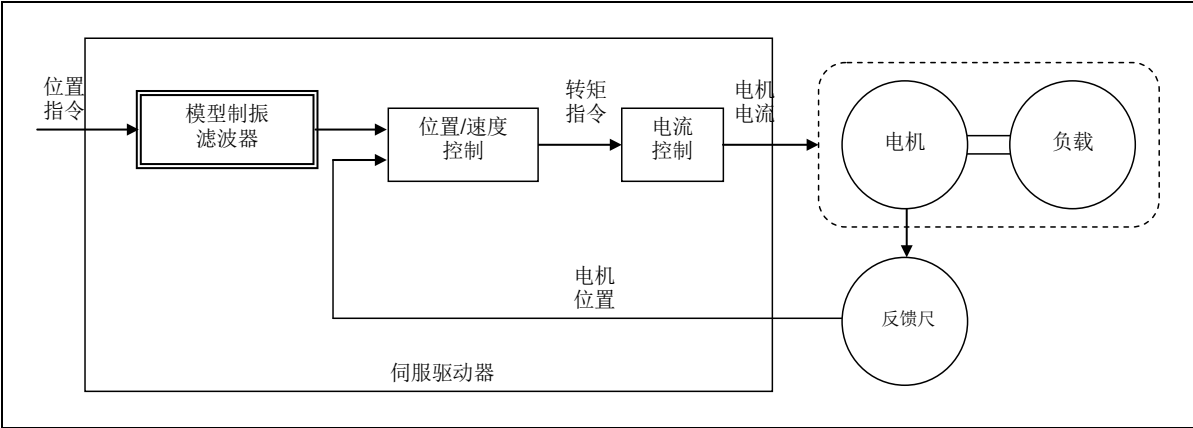 位置
指令
模型制振
滤波器
位置/速度
控制
转矩
指令
电流
控制
电机
电流
电机
负载
反馈尺
电机
位置
伺服驱动器